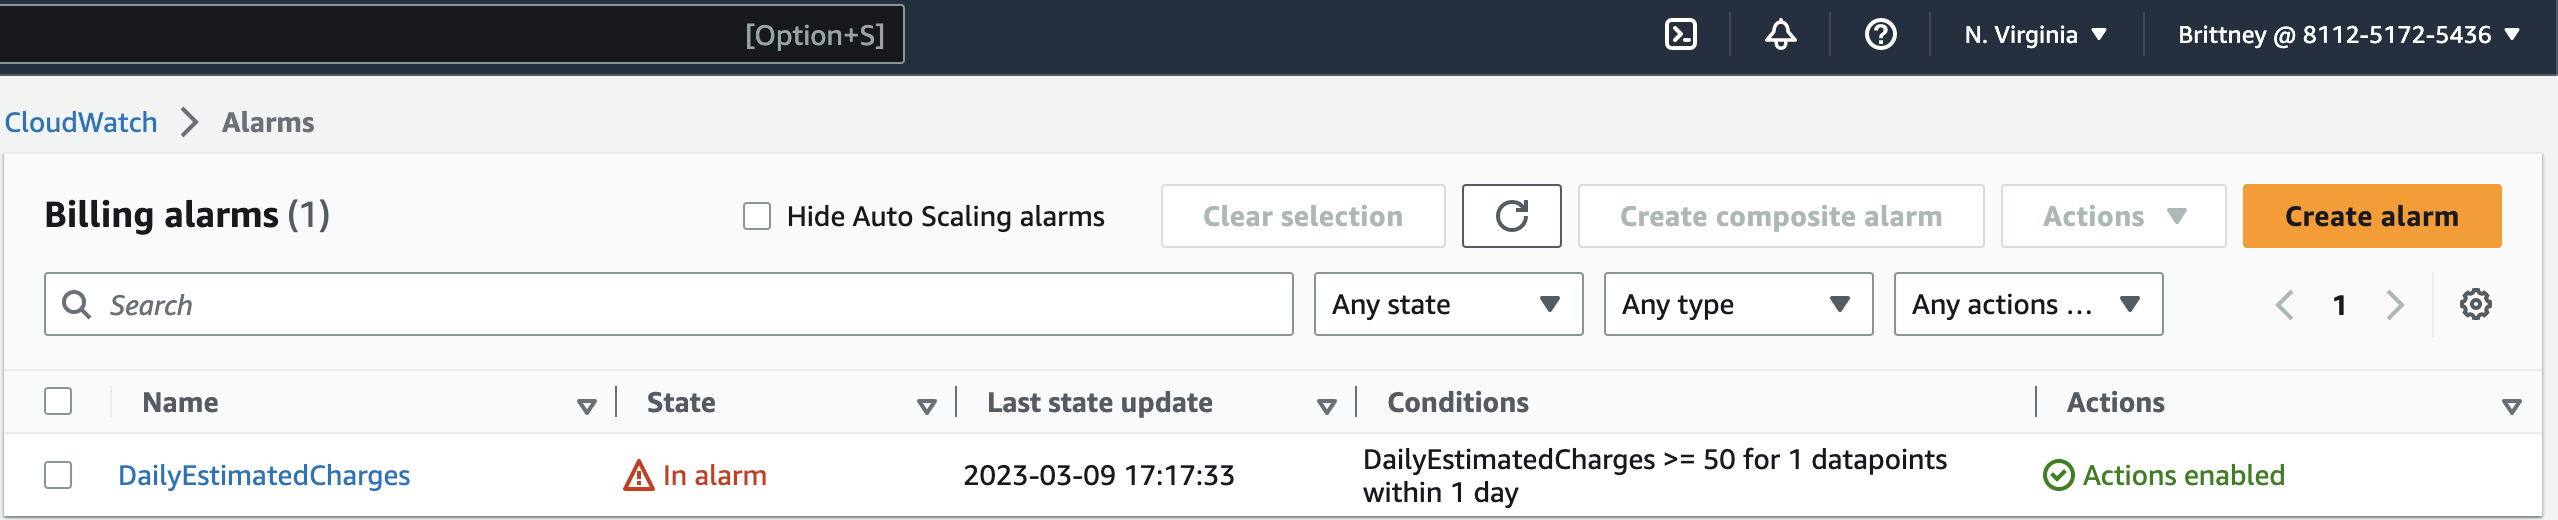 [Option+S]
N. Virginia
Brittney @ 8112-5172-5436
CloudWatch
Alarms
Billing alarms (1)
Hide Auto Scaling alarms
Clear selection
Create composite alarm
Actions
Create alarm
Search
Any state
Any type
Any actions ...
1
Name
State
Last state update
Conditions
Actions
DailyEstimatedCharges
In alarm
2023-03-09 17:17:33
DailyEstimatedCharges >= 50 for 1 datapoints
within 1 day
Actions enabled